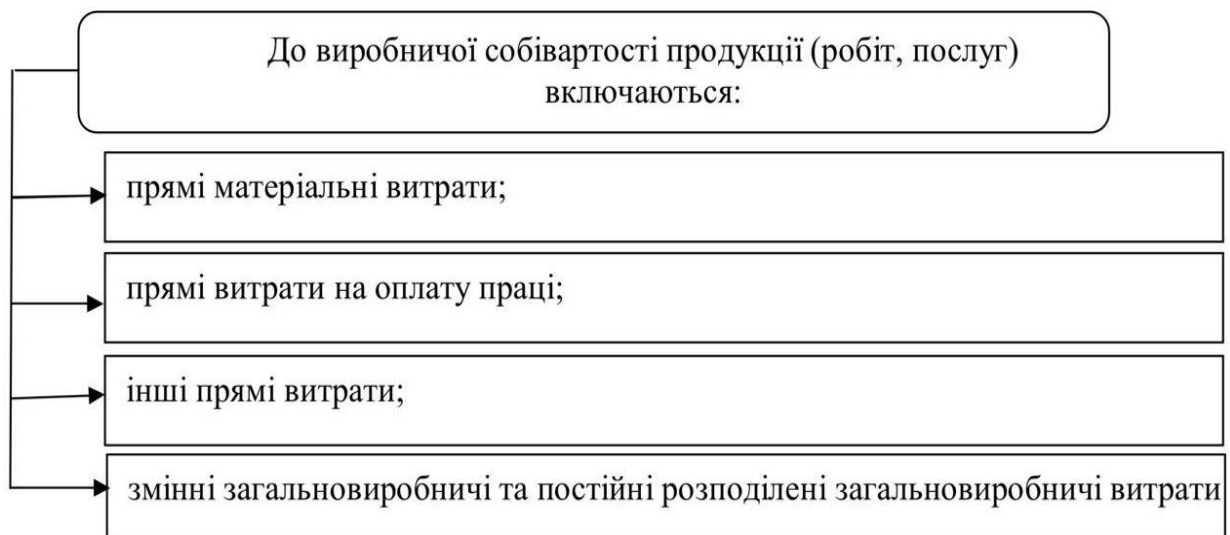 До виробничої собівартості продукції (робіт, послуг)
включаються:
прямі матеріальні витрати;
прямі витрати на оплату праці;
інші прямі витрати;
змінні загальновиробничі та постійні розподілені загальновиробничі витрати